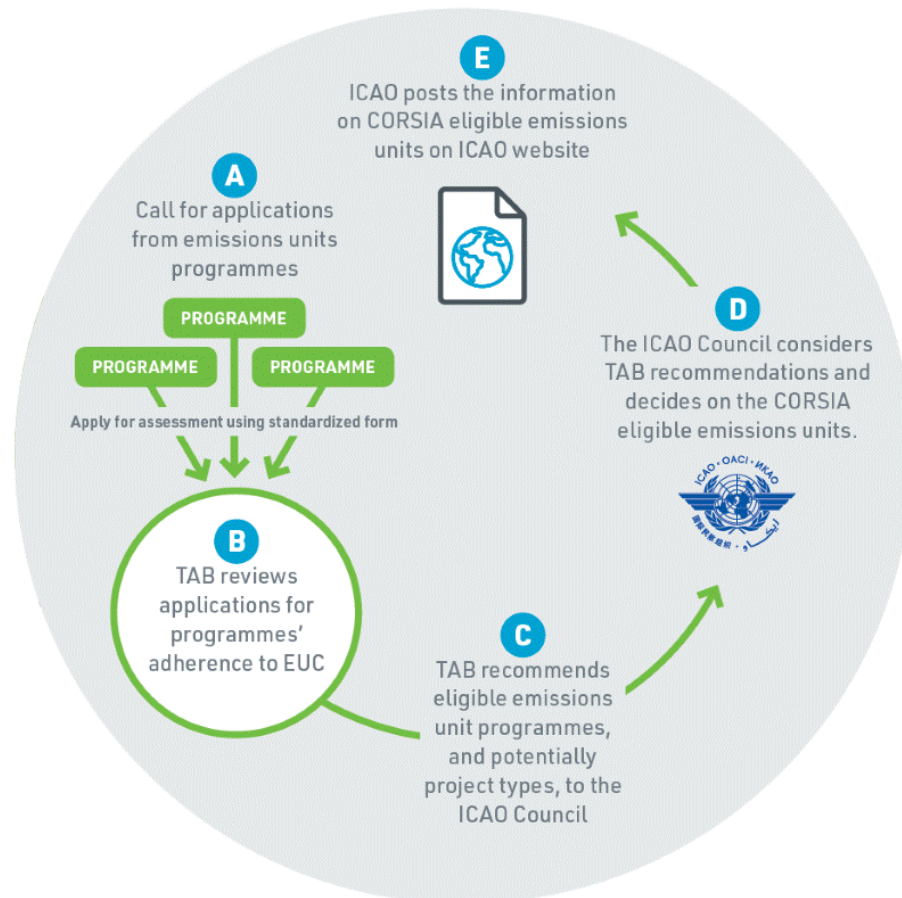 E
ICAO posts the information
on CORSIA eligible emissions
units on ICAO website
A
Call for applications
from emissions units
programmes
PROGRAMME
PROGRAMME
PROGRAMME
Apply for assessment using standardized form
B
TAB reviews
applications for
programmes’
adherence to EUC
C
TAB recommends
eligible emissions
unit programmes,
and potentially
project types, to the
ICAO Council
D
The ICAO Council considers
TAB recommendations and
decides on the CORSIA
eligible emissions units.
ICAO · OACI · ИКАО